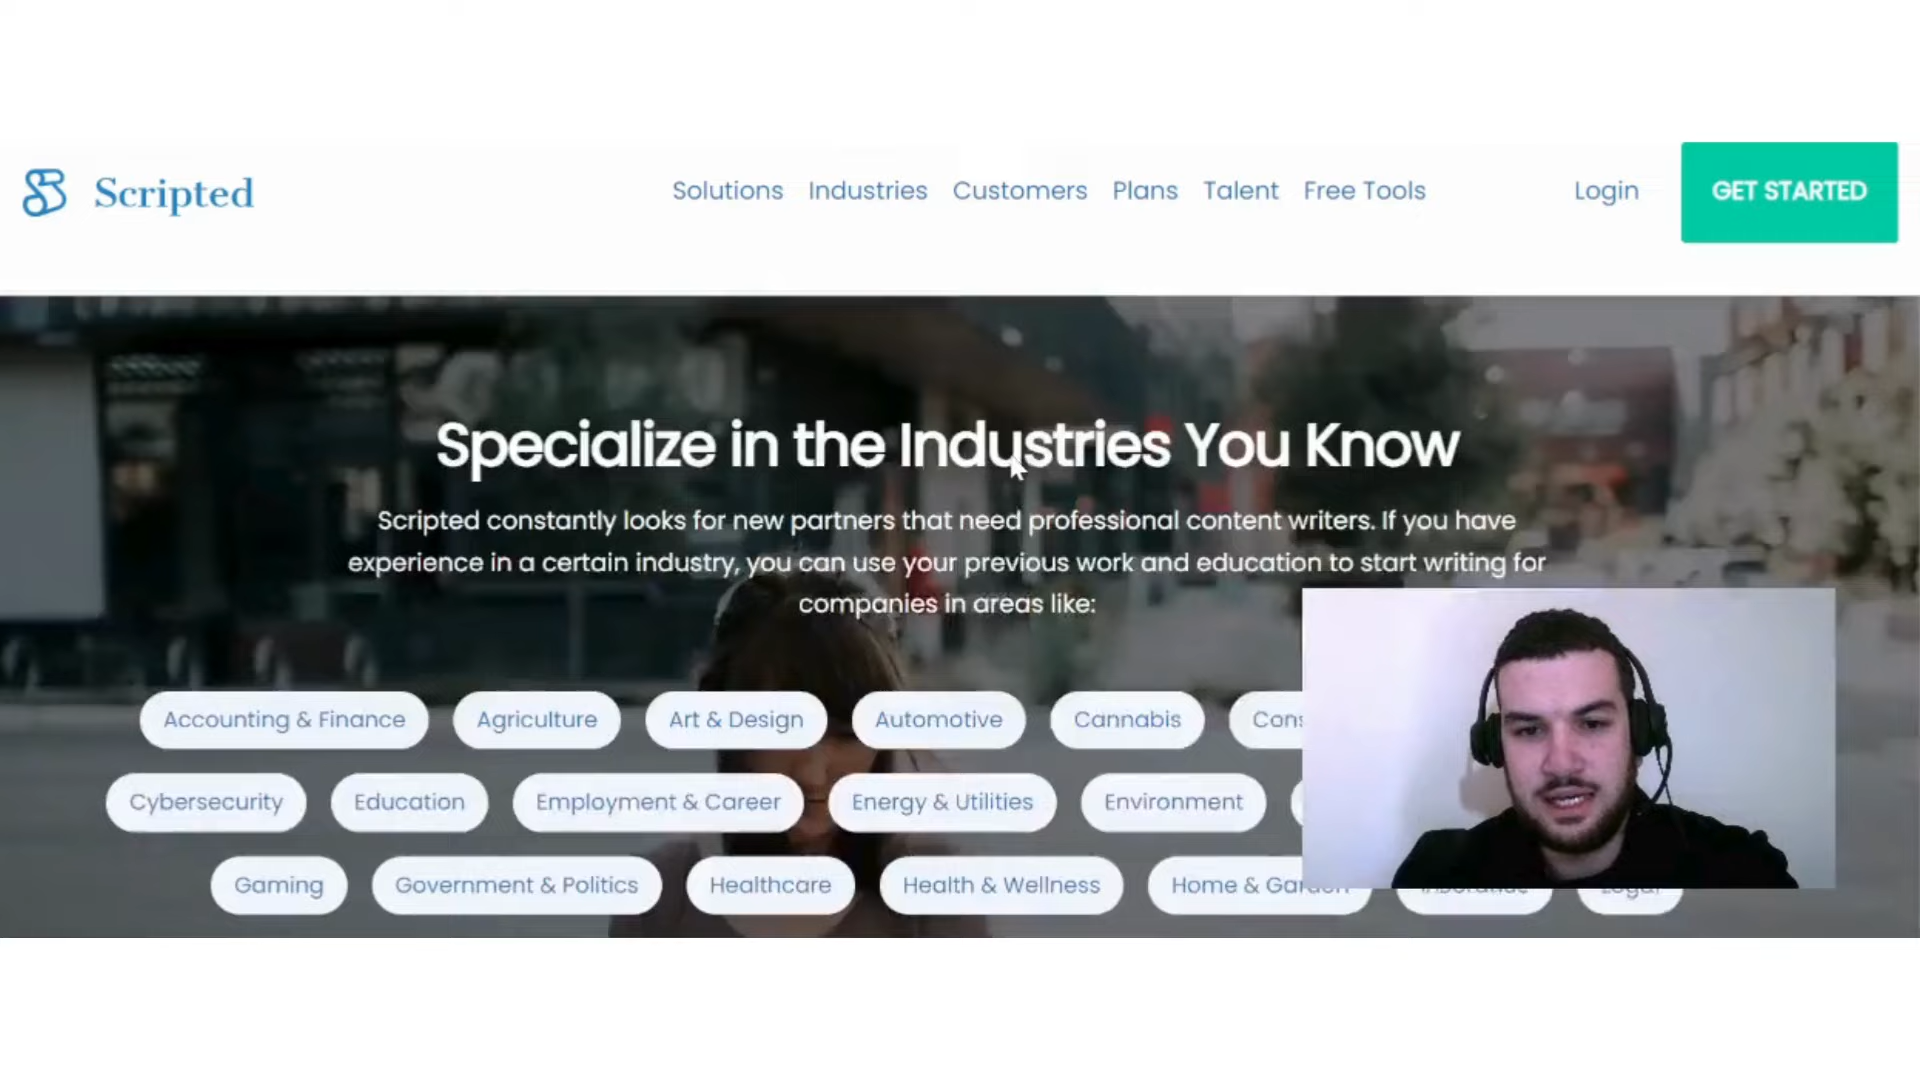 Scripted
Solutions Industries Customers Plans Talent Free Tools Login GET STARTED
Specialize in the Industries You Know
Scripted constantly looks for new partners that need professional content writers. If you have
experience in a certain industry, you can use your previous work and education to start writing for
companies in areas like:
Accounting & Finance Agriculture Art & Design Automotive Cannabis
Cybersecurity Education Employment & Career Energy & Utilities Environment
Gaming Government & Politics Healthcare Health & Wellness Home & Garden